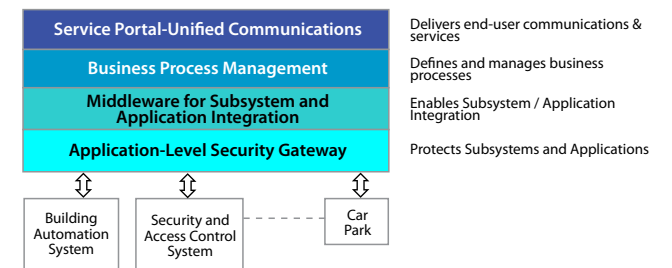 Service Portal-Unified Communications
Delivers end-user communications &
services
Business Process Management
Defines and manages business
processes
Middleware for Subsystem and
Application Integration
Enables Subsystem / Application
Integration
Application-Level Security Gateway
Protects Subsystems and Applications
Building
Automation
System
Security and
Access Control
System
Car
Park